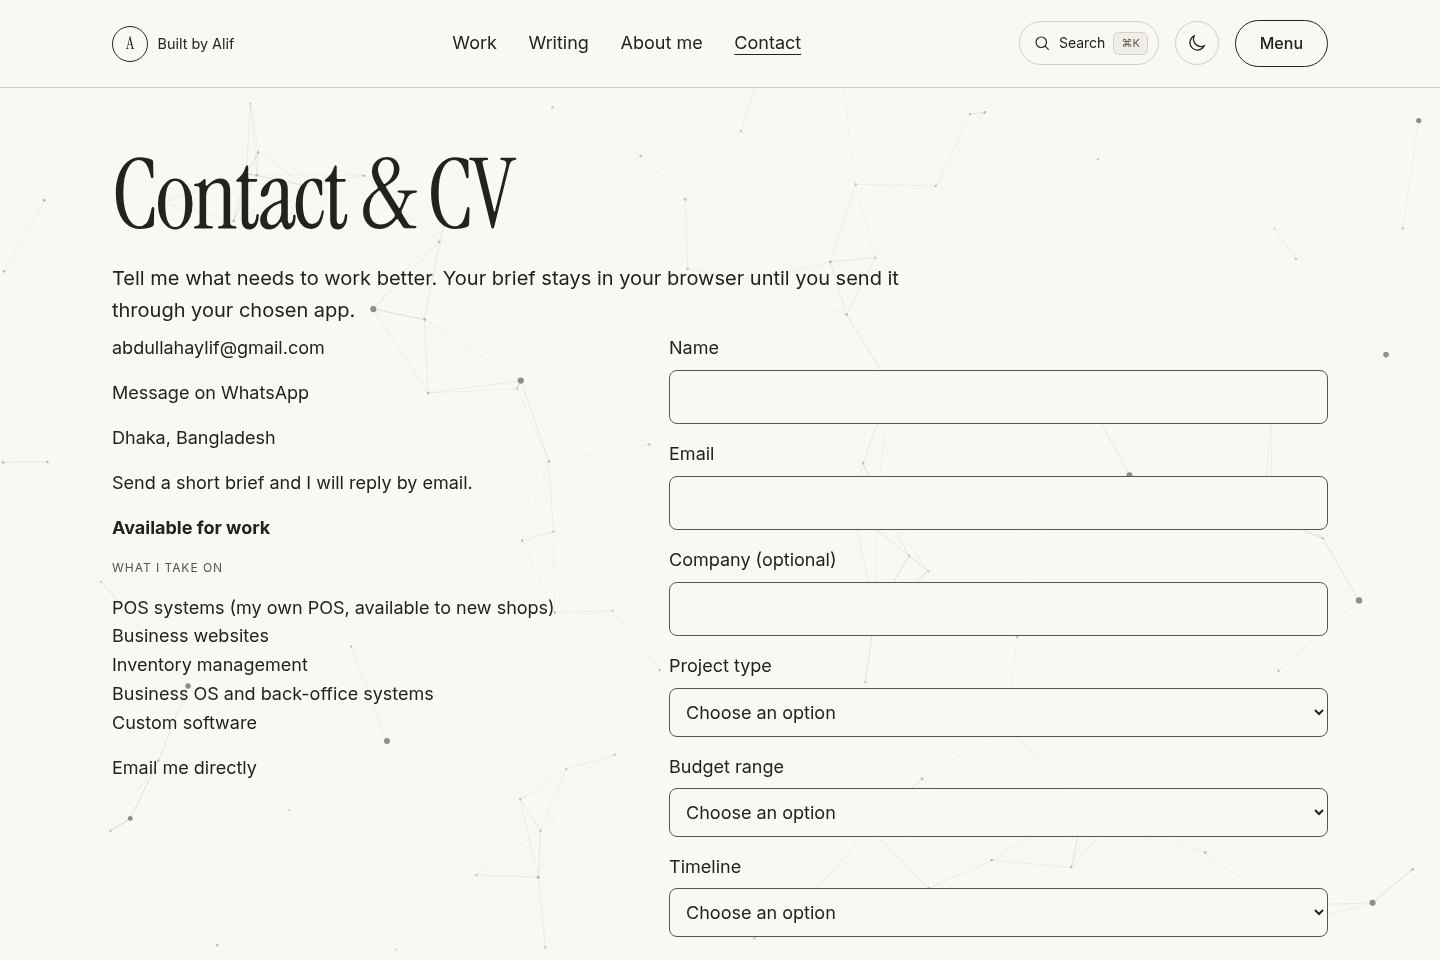 A
Built by Alif
Work
Writing
About me
Contact
Search
⌘K
Menu
Contact & CV
Tell me what needs to work better. Your brief stays in your browser until you send it
through your chosen app.
abdullahaylif@gmail.com
Message on WhatsApp
Dhaka, Bangladesh
Send a short brief and I will reply by email.
Available for work
WHAT I TAKE ON
POS systems (my own POS, available to new shops)
Business websites
Inventory management
Business OS and back-office systems
Custom software
Email me directly
Name
Email
Company (optional)
Project type
Choose an option
Budget range
Choose an option
Timeline
Choose an option